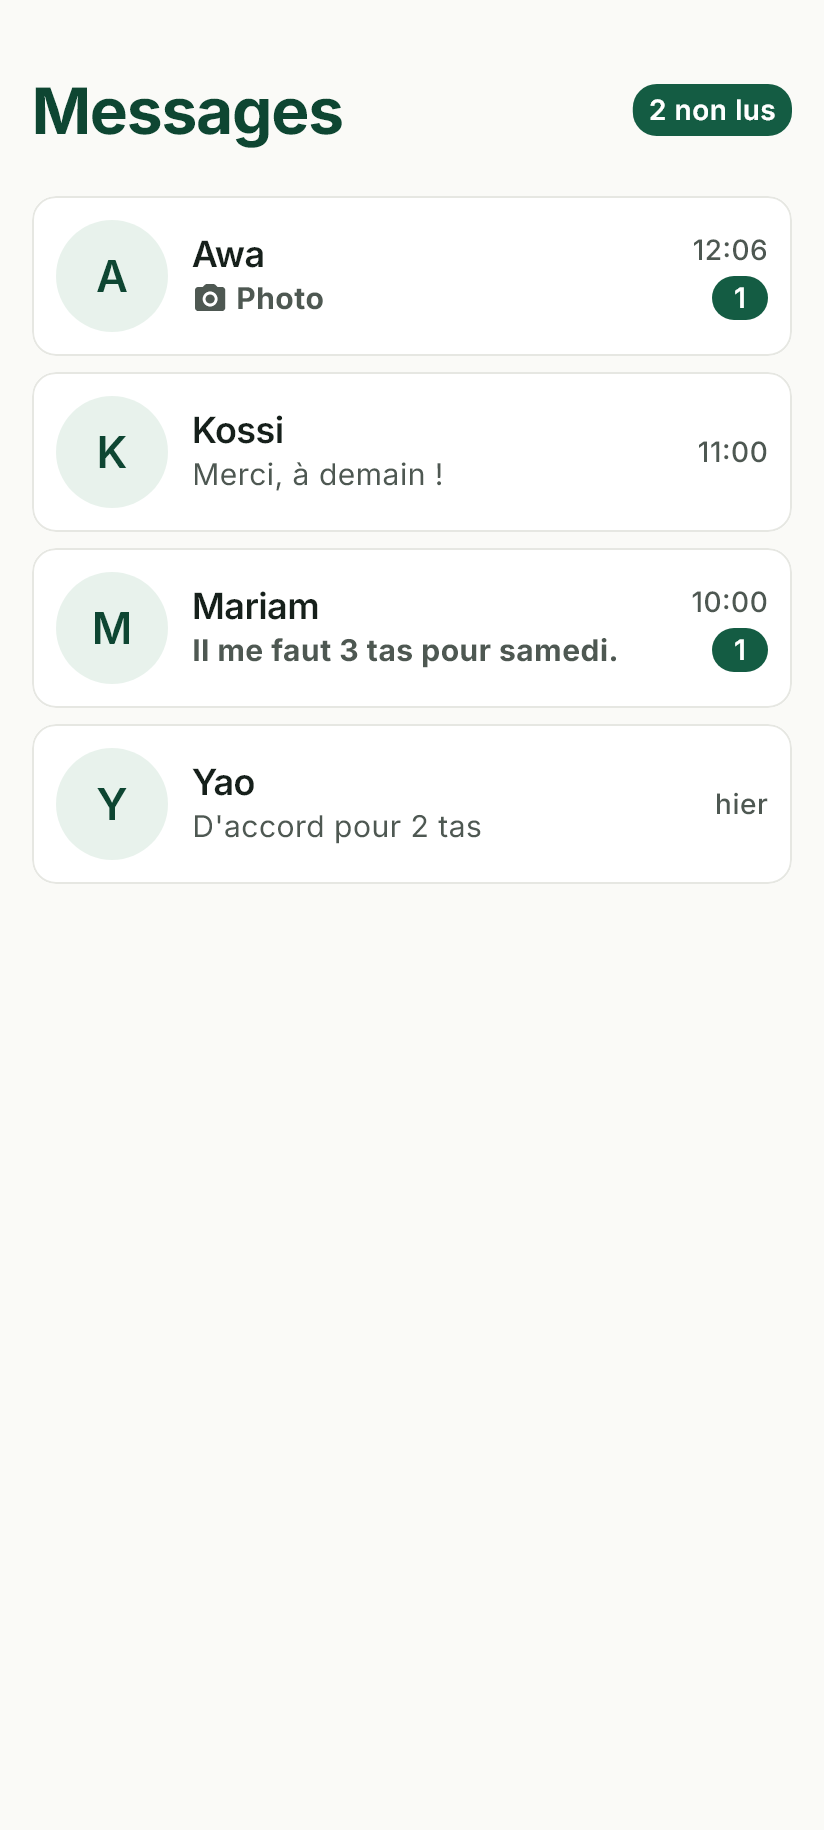 Messages
2 non lus
A
Awa
12:06
Photo
1
K
Kossi
11:00
Merci, à demain !
M
Mariam
10:00
Il me faut 3 tas pour samedi.
1
Y
Yao
hier
D'accord pour 2 tas